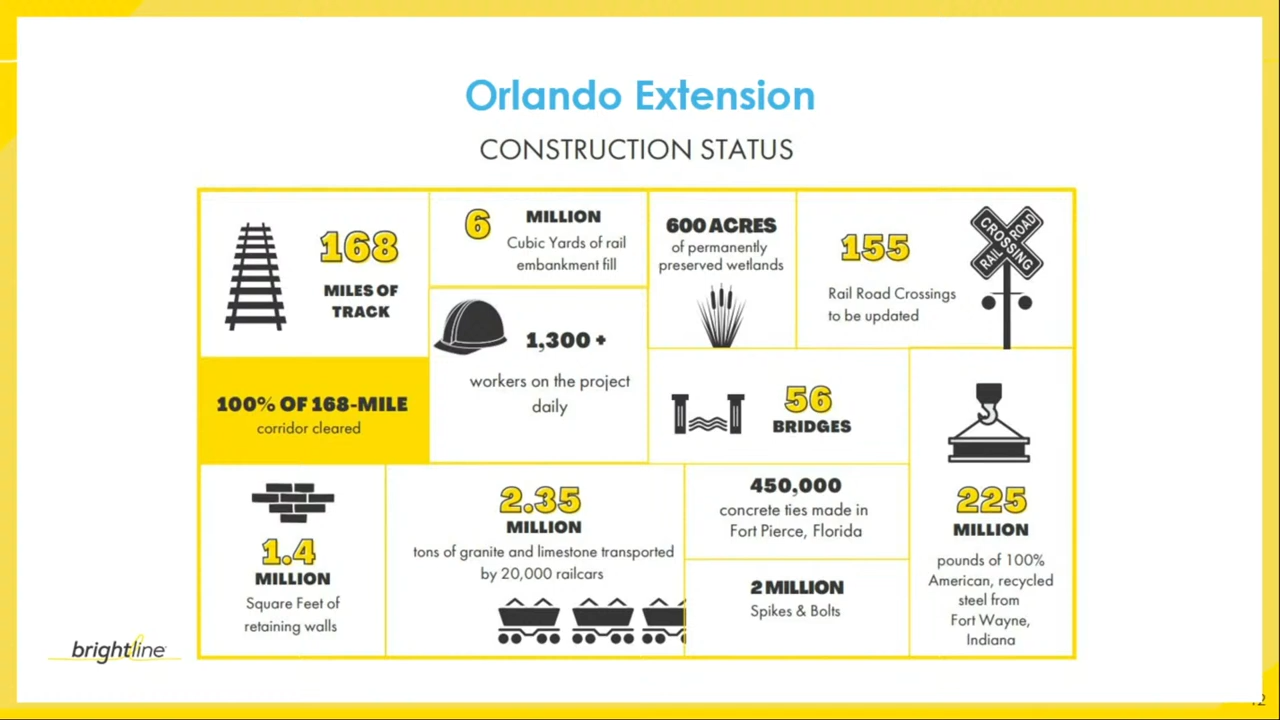 Orlando Extension
CONSTRUCTION STATUS
168
MILES OF
TRACK
6
MILLION
Cubic Yards of rail
embankment fill
600 ACRES
of permanently
preserved wetlands
155
Rail Road Crossings
to be updated
RAIL ROAD
CROSSING
1,300 +
workers on the project
daily
100% OF 168-MILE
corridor cleared
56
BRIDGES
1.4
MILLION
Square Feet of
retaining walls
2.35
MILLION
tons of granite and limestone transported
by 20,000 railcars
450,000
concrete ties made in
Fort Pierce, Florida
2 MILLION
Spikes & Bolts
225
MILLION
pounds of 100%
American, recycled
steel from
Fort Wayne,
Indiana
brightline